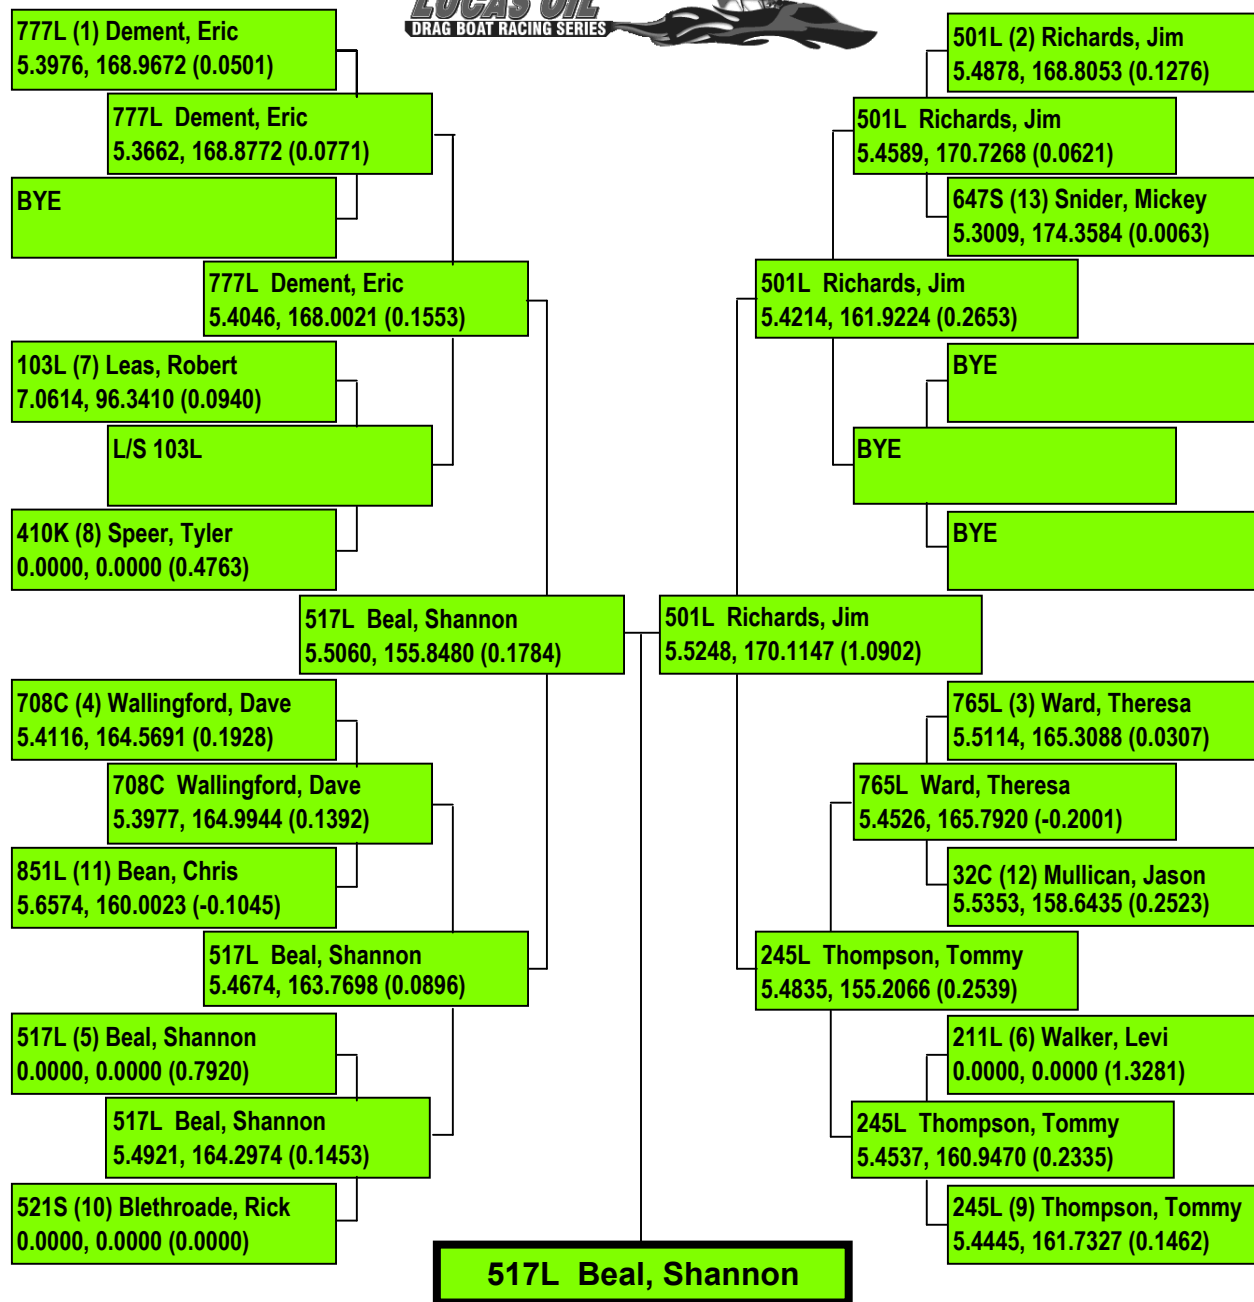 LUCAS OIL
DRAG BOAT RACING SERIES
777L (1) Dement, Eric
5.3976, 168.9672 (0.0501)
777L Dement, Eric
5.3662, 168.8772 (0.0771)
BYE
777L Dement, Eric
5.4046, 168.0021 (0.1553)
103L (7) Leas, Robert
7.0614, 96.3410 (0.0940)
L/S 103L
410K (8) Speer, Tyler
0.0000, 0.0000 (0.4763)
517L Beal, Shannon
5.5060, 155.8480 (0.1784)
708C (4) Wallingford, Dave
5.4116, 164.5691 (0.1928)
708C Wallingford, Dave
5.3977, 164.9944 (0.1392)
851L (11) Bean, Chris
5.6574, 160.0023 (-0.1045)
517L Beal, Shannon
5.4674, 163.7698 (0.0896)
517L (5) Beal, Shannon
0.0000, 0.0000 (0.7920)
517L Beal, Shannon
5.4921, 164.2974 (0.1453)
521S (10) Blethroade, Rick
0.0000, 0.0000 (0.0000)
501L (2) Richards, Jim
5.4878, 168.8053 (0.1276)
501L Richards, Jim
5.4589, 170.7268 (0.0621)
647S (13) Snider, Mickey
5.3009, 174.3584 (0.0063)
501L Richards, Jim
5.4214, 161.9224 (0.2653)
BYE
BYE
BYE
501L Richards, Jim
5.5248, 170.1147 (1.0902)
765L (3) Ward, Theresa
5.5114, 165.3088 (0.0307)
765L Ward, Theresa
5.4526, 165.7920 (-0.2001)
32C (12) Mullican, Jason
5.5353, 158.6435 (0.2523)
245L Thompson, Tommy
5.4835, 155.2066 (0.2539)
211L (6) Walker, Levi
0.0000, 0.0000 (1.3281)
245L Thompson, Tommy
5.4537, 160.9470 (0.2335)
245L (9) Thompson, Tommy
5.4445, 161.7327 (0.1462)
517L Beal, Shannon